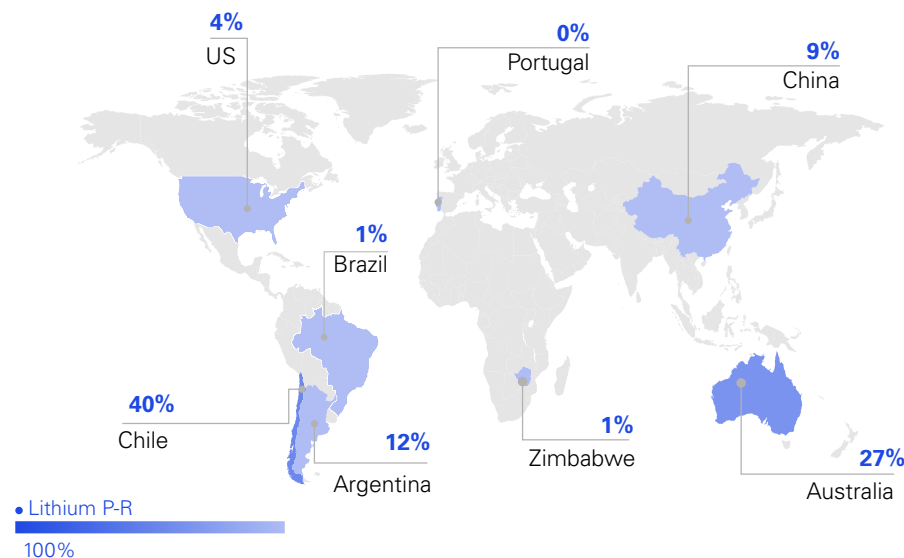 4%
US
0%
Portugal
9%
China
1%
Brazil
40%
Chile
12%
Argentina
1%
Zimbabwe
27%
Australia
Lithium P-R
100%